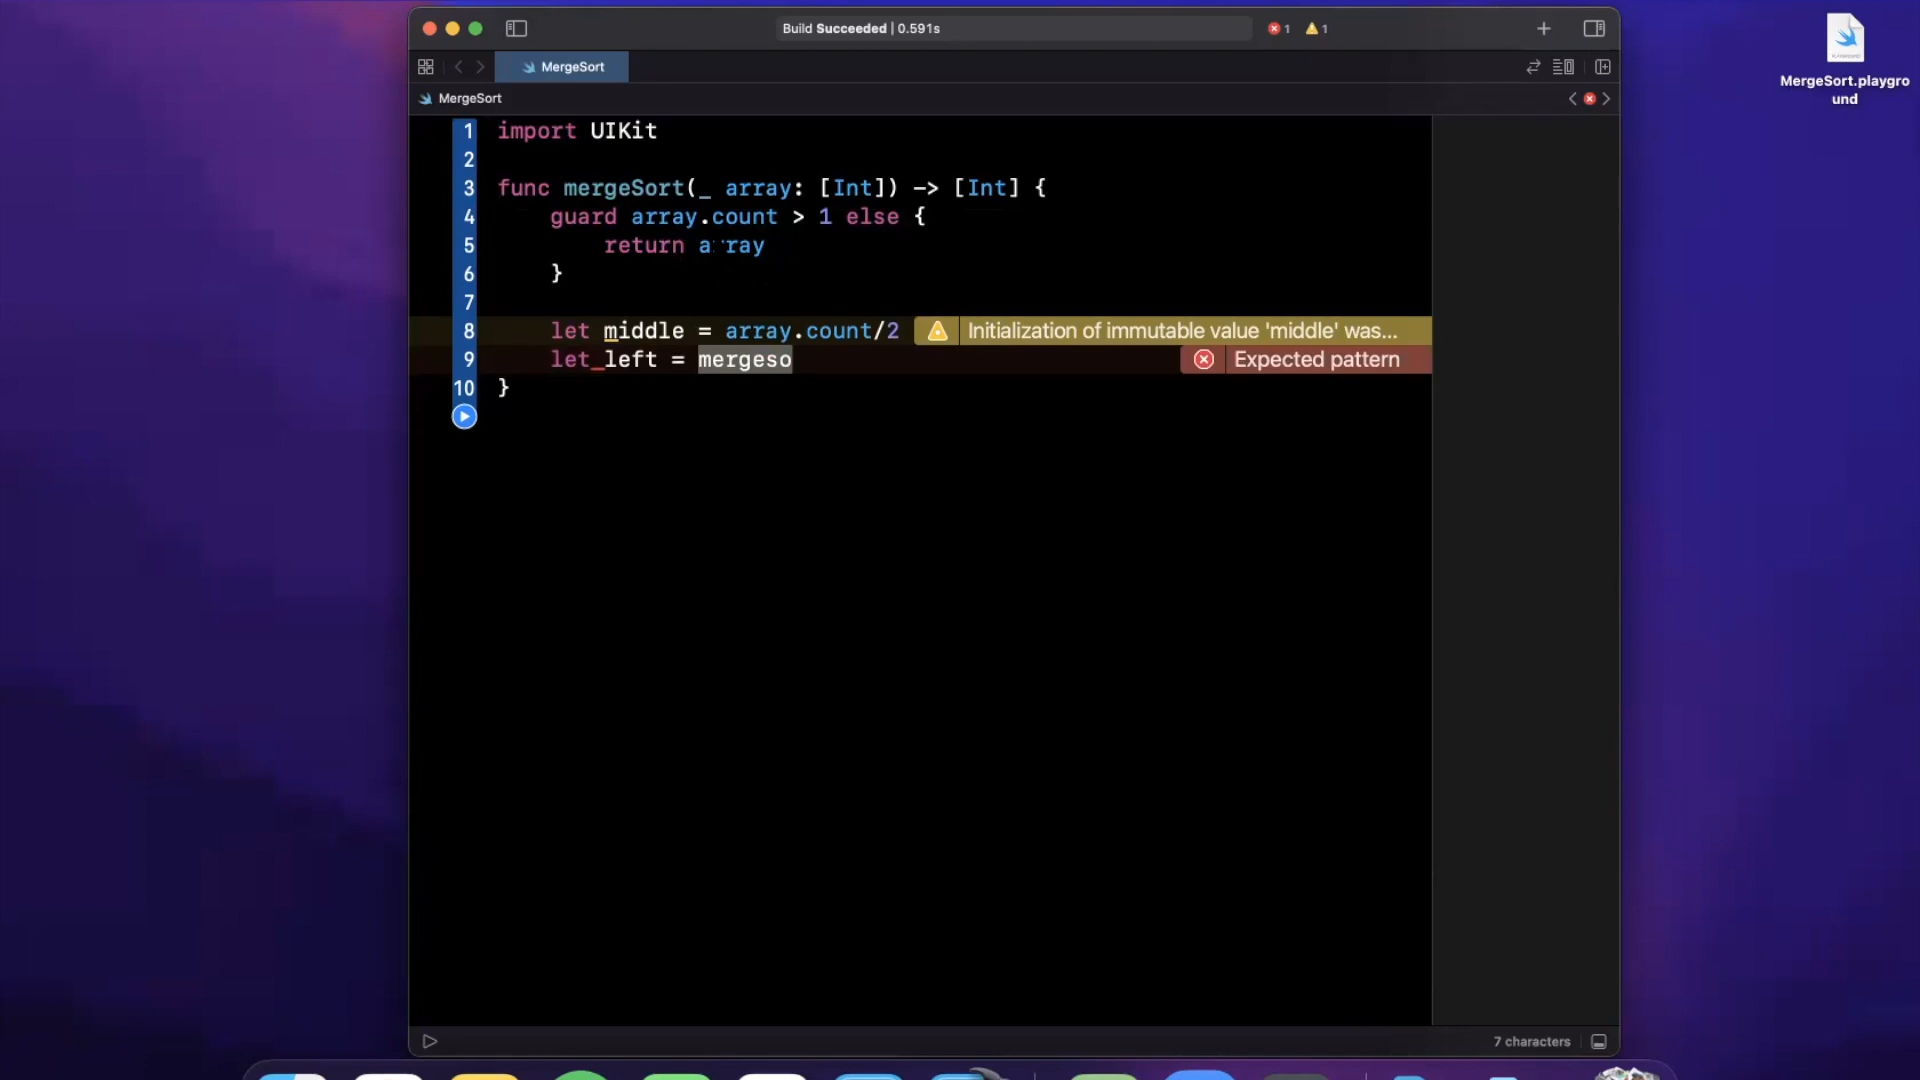 Build Succeeded | 0.591s
1
1
MergeSort
MergeSort
1 import UIKit
2
3 func mergeSort(_ array: [Int]) -> [Int] {
4 guard array.count > 1 else {
5 return array
6 }
7
8 let middle = array.count/2 Initialization of immutable value 'middle' was...
9 let left = mergeso Expected pattern
10 }
7 characters
MergeSort.playgro
und